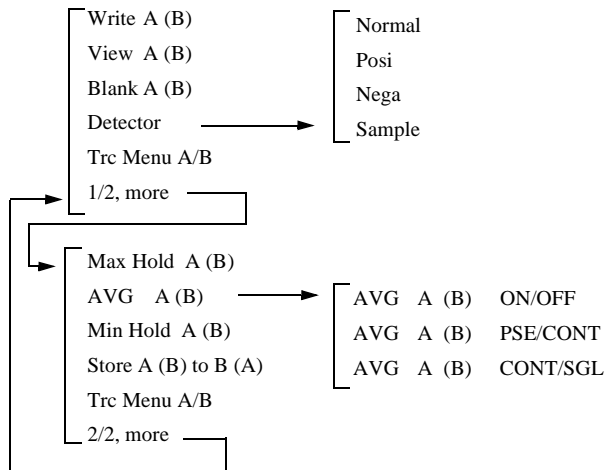 Write A (B)
View A (B)
Blank A (B)
Detector
Trc Menu A/B
1/2, more
Normal
Posi
Nega
Sample
Max Hold A (B)
AVG A (B)
Min Hold A (B)
Store A (B) to B (A)
Trc Menu A/B
2/2, more
AVG A (B) ON/OFF
AVG A (B) PSE/CONT
AVG A (B) CONT/SGL